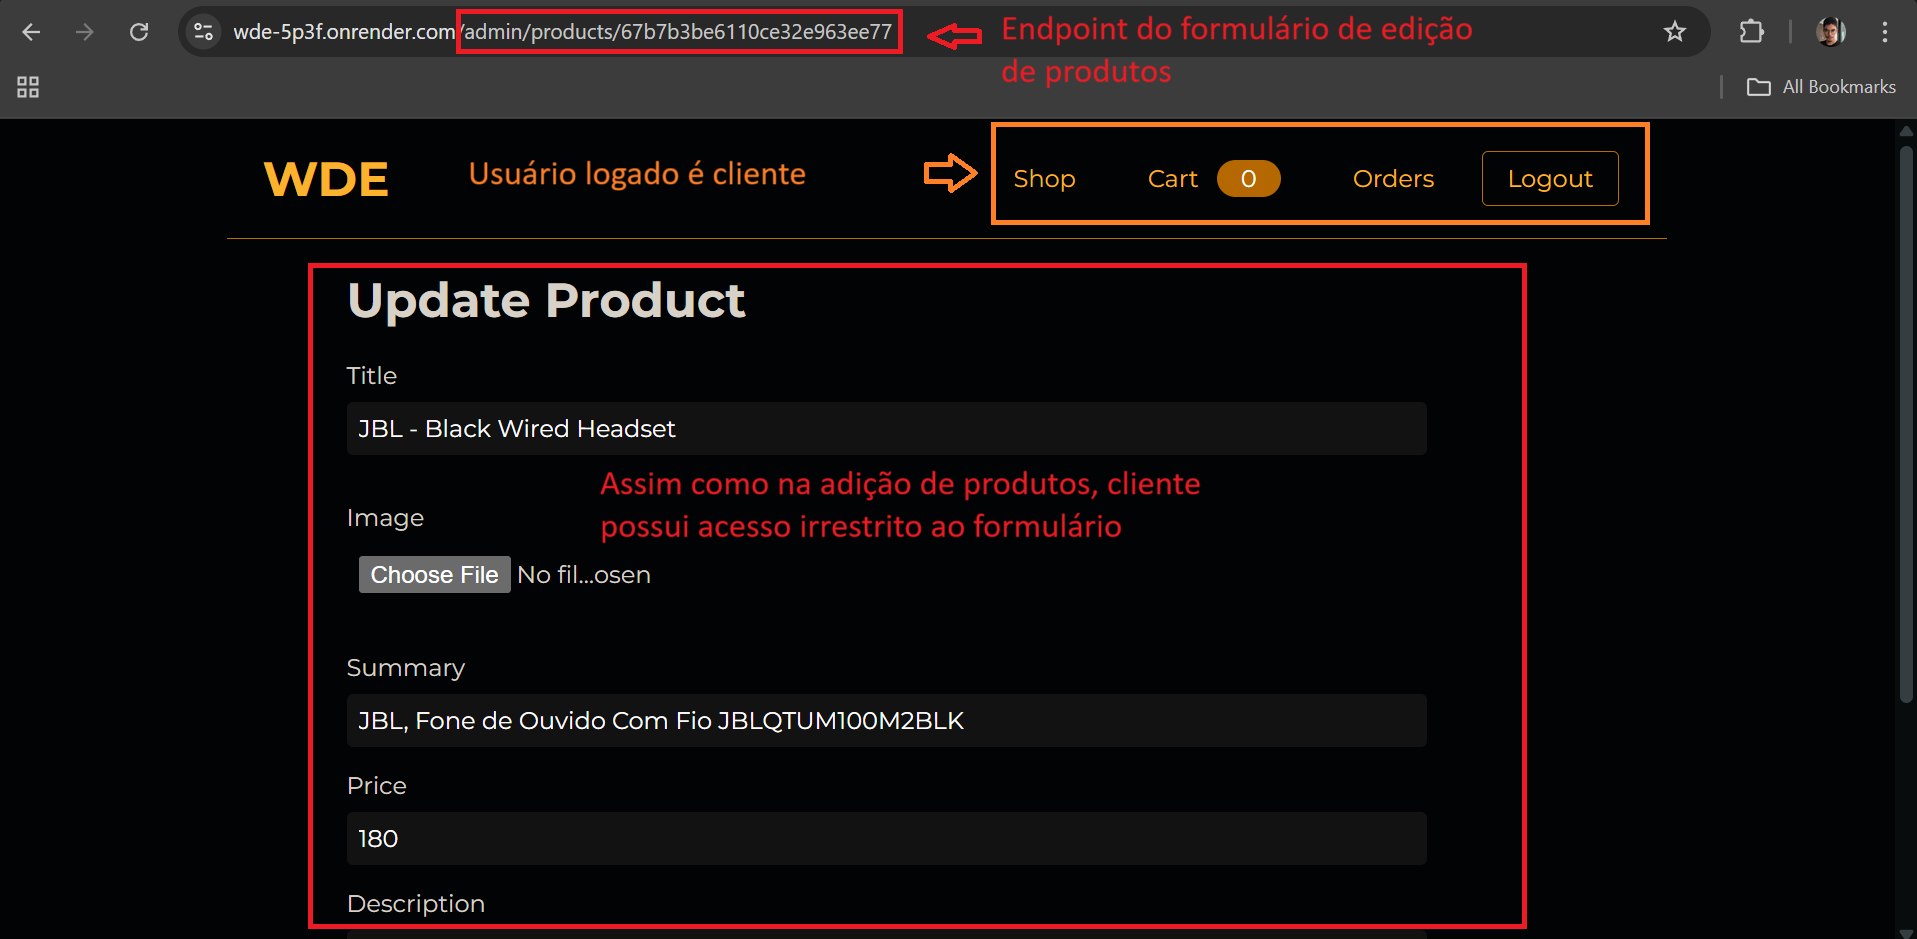 wde-5p3f.onrender.com/admin/products/67b7b3be6110ce32e963ee77
Endpoint do formulário de edição
de produtos
All Bookmarks
WDE
Usuário logado é cliente
Shop
Cart
0
Orders
Logout
Update Product
Title
JBL - Black Wired Headset
Assim como na adição de produtos, cliente
possui acesso irrestrito ao formulário
Image
Choose File No fil...osen
Summary
JBL, Fone de Ouvido Com Fio JBLQTUM100M2BLK
Price
180
Description